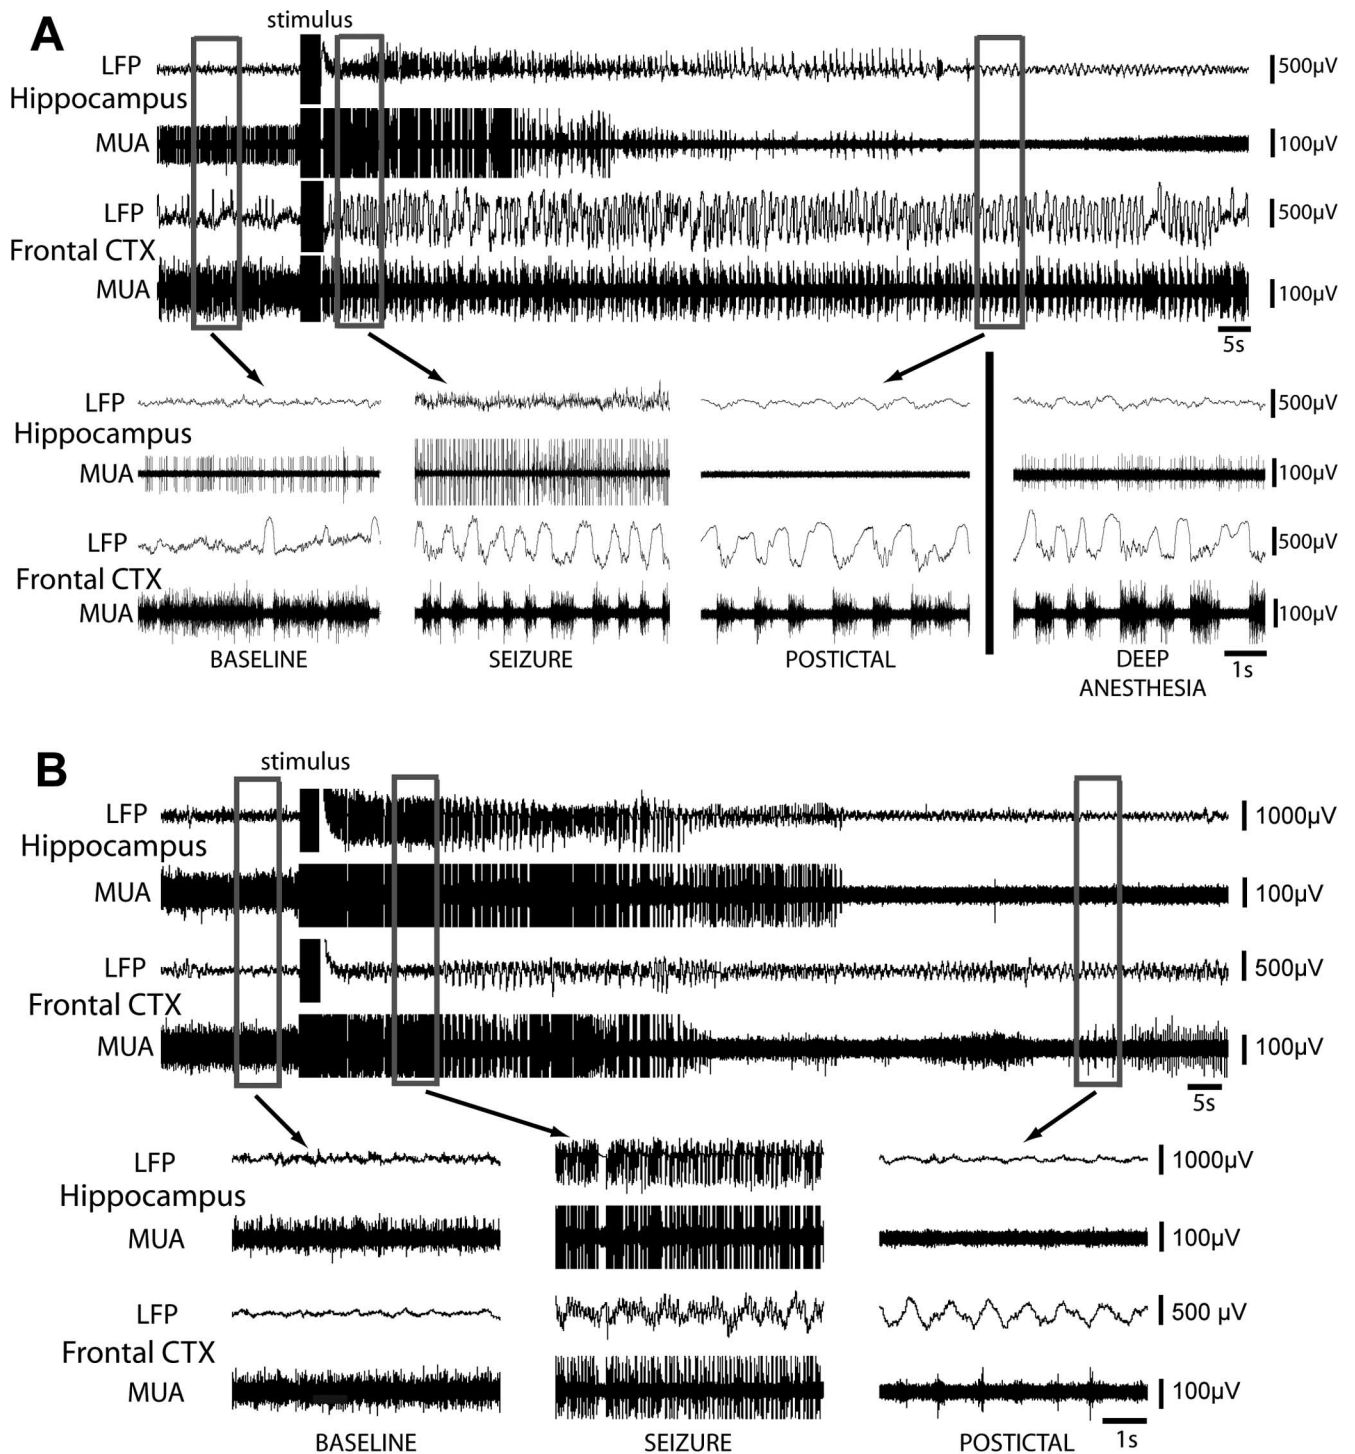 A
stimulus
LFP
Hippocampus
MUA
LFP
Frontal CTX
MUA
500µV
100µV
500µV
100µV
5s
LFP
Hippocampus
MUA
LFP
Frontal CTX
MUA
500µV
100µV
500µV
100µV
BASELINE
SEIZURE
POSTICTAL
DEEP
ANESTHESIA
1s
B
stimulus
LFP
Hippocampus
MUA
LFP
Frontal CTX
MUA
1000µV
100µV
500µV
100µV
5s
LFP
Hippocampus
MUA
LFP
Frontal CTX
MUA
1000µV
100µV
500 µV
100µV
BASELINE
SEIZURE
POSTICTAL
1s